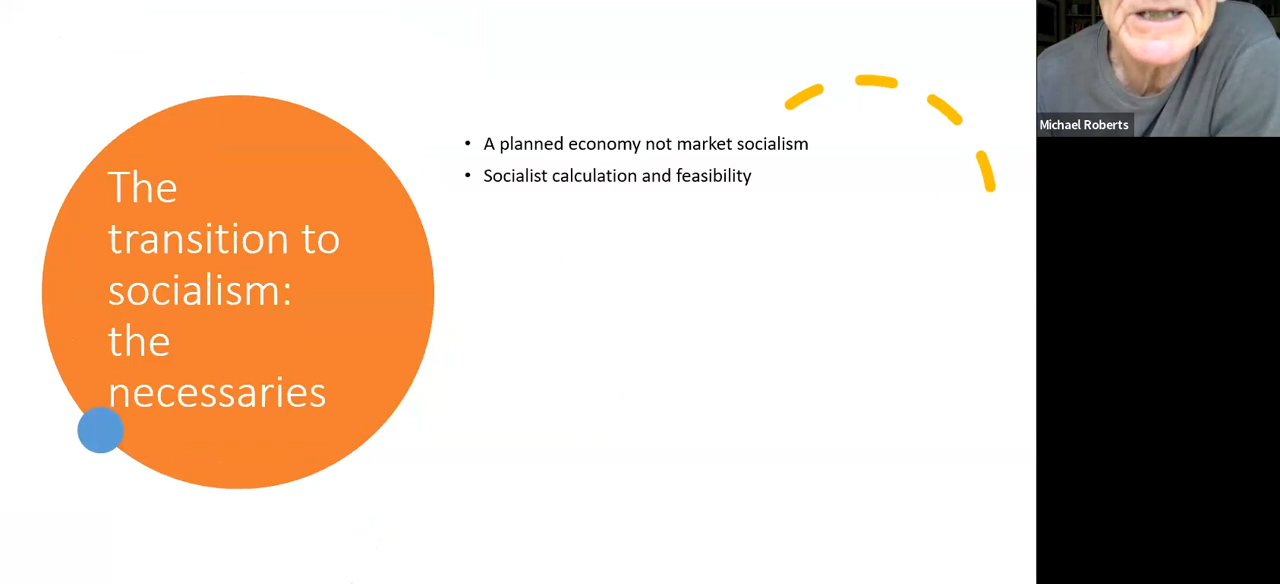 The
transition to
socialism:
the
necessaries
• A planned economy not market socialism
• Socialist calculation and feasibility
Michael Roberts